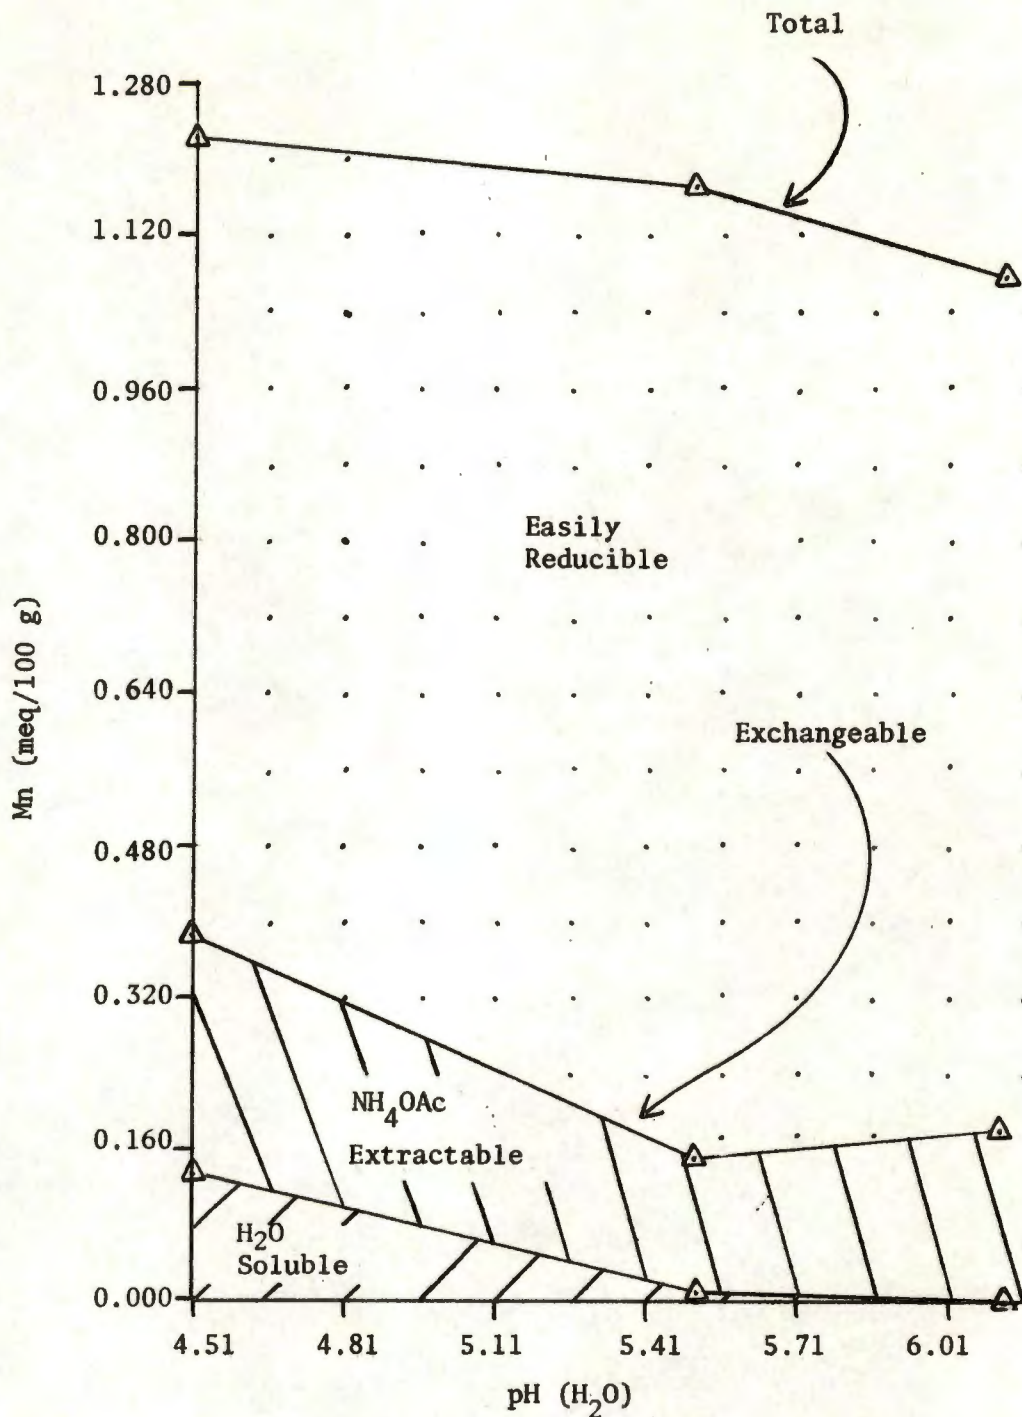 Total
1.280
1.120
0.960
0.800
0.640
0.480
0.320
0.160
0.000
Mn (meq/100 g)
Easily
Reducible
Exchangeable
NH₄OAc
Extractable
H₂O
Soluble
4.51 4.81 5.11 5.41 5.71 6.01
pH (H₂O)